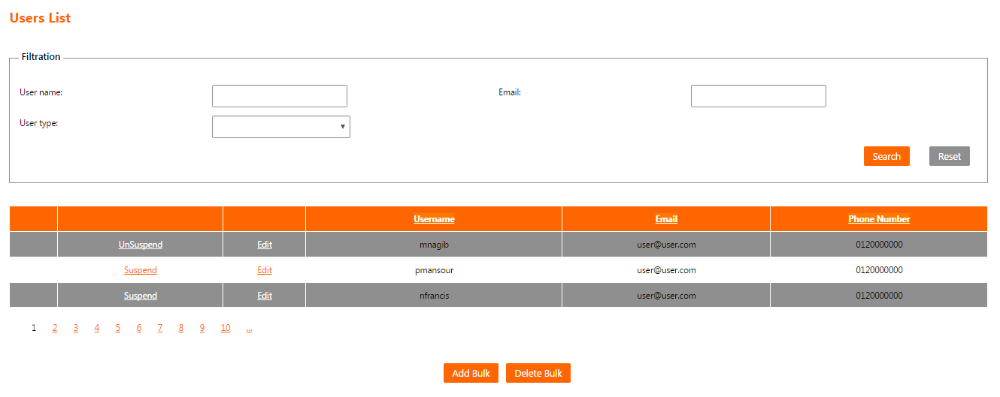 Users List
Filtration
User name: Email:
User type:
Search Reset
Username Email Phone Number
UnSuspend Edit mnagib user@user.com 0120000000
Suspend Edit pmansour user@user.com 0120000000
Suspend Edit nfrancis user@user.com 0120000000
1 2 3 4 5 6 7 8 9 10 ...
Add Bulk Delete Bulk